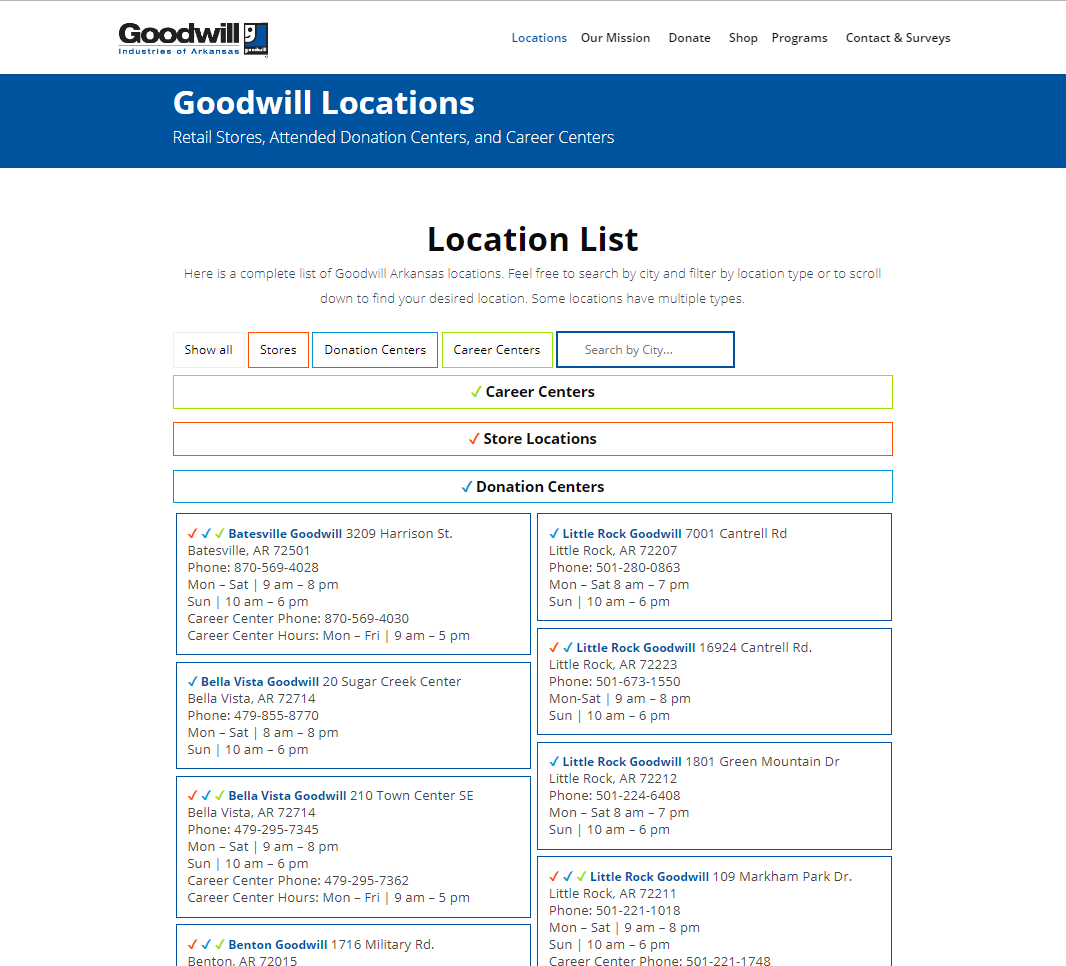 Goodwill
Industries of Arkansas
goodwill
Locations Our Mission Donate Shop Programs Contact & Surveys
Goodwill Locations
Retail Stores, Attended Donation Centers, and Career Centers
Location List
Here is a complete list of Goodwill Arkansas locations. Feel free to search by city and filter by location type or to scroll
down to find your desired location. Some locations have multiple types.
Show all Stores Donation Centers Career Centers Search by City...
✓ Career Centers
✓ Store Locations
✓ Donation Centers
✓ ✓ ✓ Batesville Goodwill 3209 Harrison St.
Batesville, AR 72501
Phone: 870-569-4028
Mon – Sat | 9 am – 8 pm
Sun | 10 am – 6 pm
Career Center Phone: 870-569-4030
Career Center Hours: Mon – Fri | 9 am – 5 pm
✓ Bella Vista Goodwill 20 Sugar Creek Center
Bella Vista, AR 72714
Phone: 479-855-8770
Mon – Sat | 8 am – 8 pm
Sun | 10 am – 6 pm
✓ ✓ ✓ Bella Vista Goodwill 210 Town Center SE
Bella Vista, AR 72714
Phone: 479-295-7345
Mon – Sat | 9 am – 8 pm
Sun | 10 am – 6 pm
Career Center Phone: 479-295-7362
Career Center Hours: Mon – Fri | 9 am – 5 pm
✓ ✓ ✓ Benton Goodwill 1716 Military Rd.
Benton, AR 72015
✓ Little Rock Goodwill 7001 Cantrell Rd
Little Rock, AR 72207
Phone: 501-280-0863
Mon – Sat 8 am – 7 pm
Sun | 10 am – 6 pm
✓ ✓ Little Rock Goodwill 16924 Cantrell Rd.
Little Rock, AR 72223
Phone: 501-673-1550
Mon-Sat | 9 am – 8 pm
Sun | 10 am – 6 pm
✓ Little Rock Goodwill 1801 Green Mountain Dr
Little Rock, AR 72212
Phone: 501-224-6408
Mon – Sat 8 am – 7 pm
Sun | 10 am – 6 pm
✓ ✓ ✓ Little Rock Goodwill 109 Markham Park Dr.
Little Rock, AR 72211
Phone: 501-221-1018
Mon – Sat | 9 am – 8 pm
Sun | 10 am – 6 pm
Career Center Phone: 501-221-1748